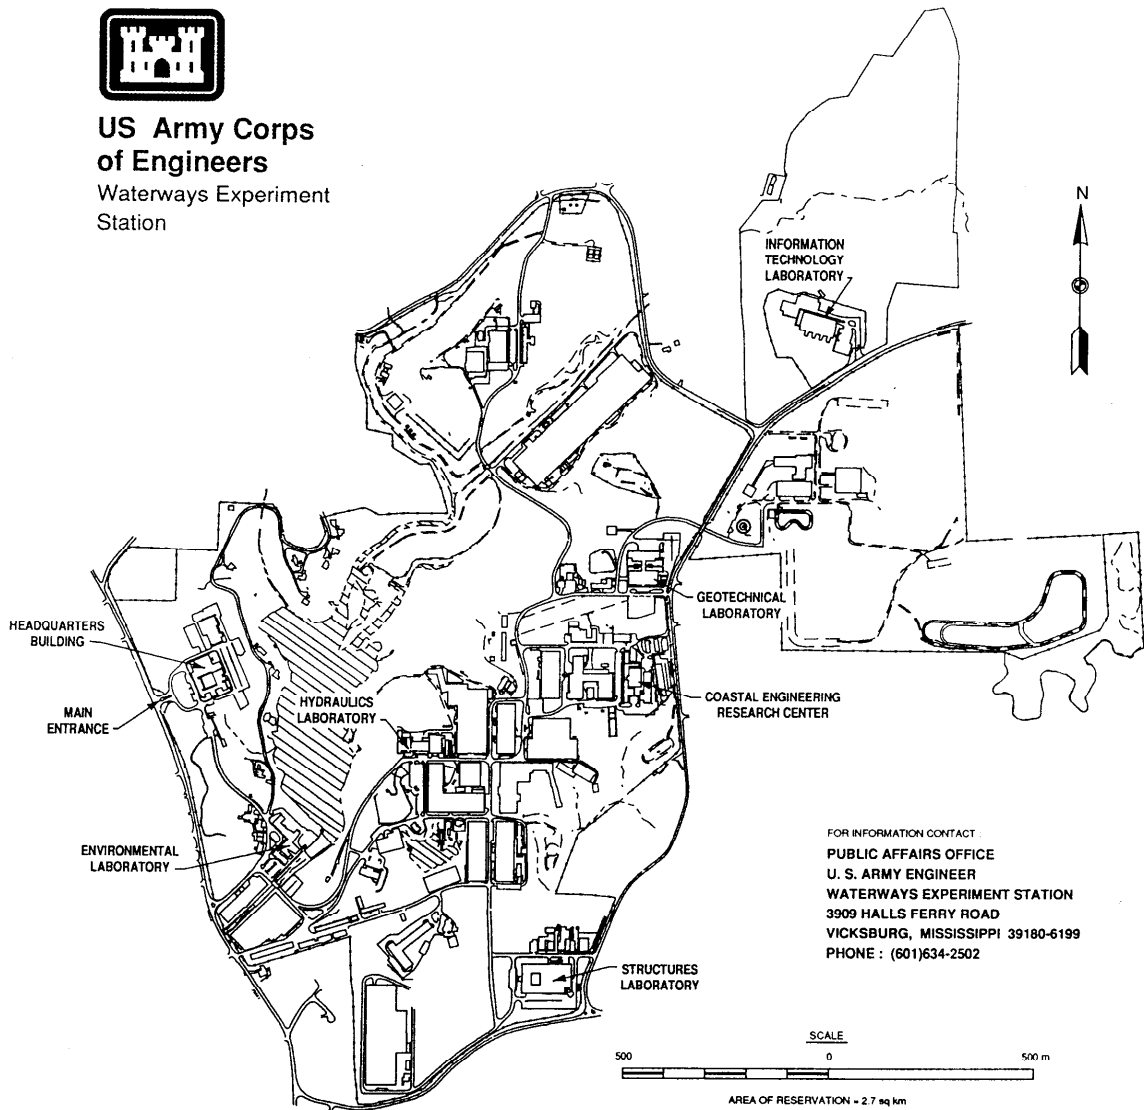 US Army Corps
of Engineers
Waterways Experiment
Station
N
INFORMATION
TECHNOLOGY
LABORATORY
GEOTECHNICAL
LABORATORY
HEADQUARTERS
BUILDING
MAIN
ENTRANCE
HYDRAULICS
LABORATORY
COASTAL ENGINEERING
RESEARCH CENTER
ENVIRONMENTAL
LABORATORY
STRUCTURES
LABORATORY
FOR INFORMATION CONTACT :
PUBLIC AFFAIRS OFFICE
U. S. ARMY ENGINEER
WATERWAYS EXPERIMENT STATION
3909 HALLS FERRY ROAD
VICKSBURG, MISSISSIPPI 39180-6199
PHONE : (601)634-2502
SCALE
500 0 500 m
AREA OF RESERVATION = 2.7 sq km